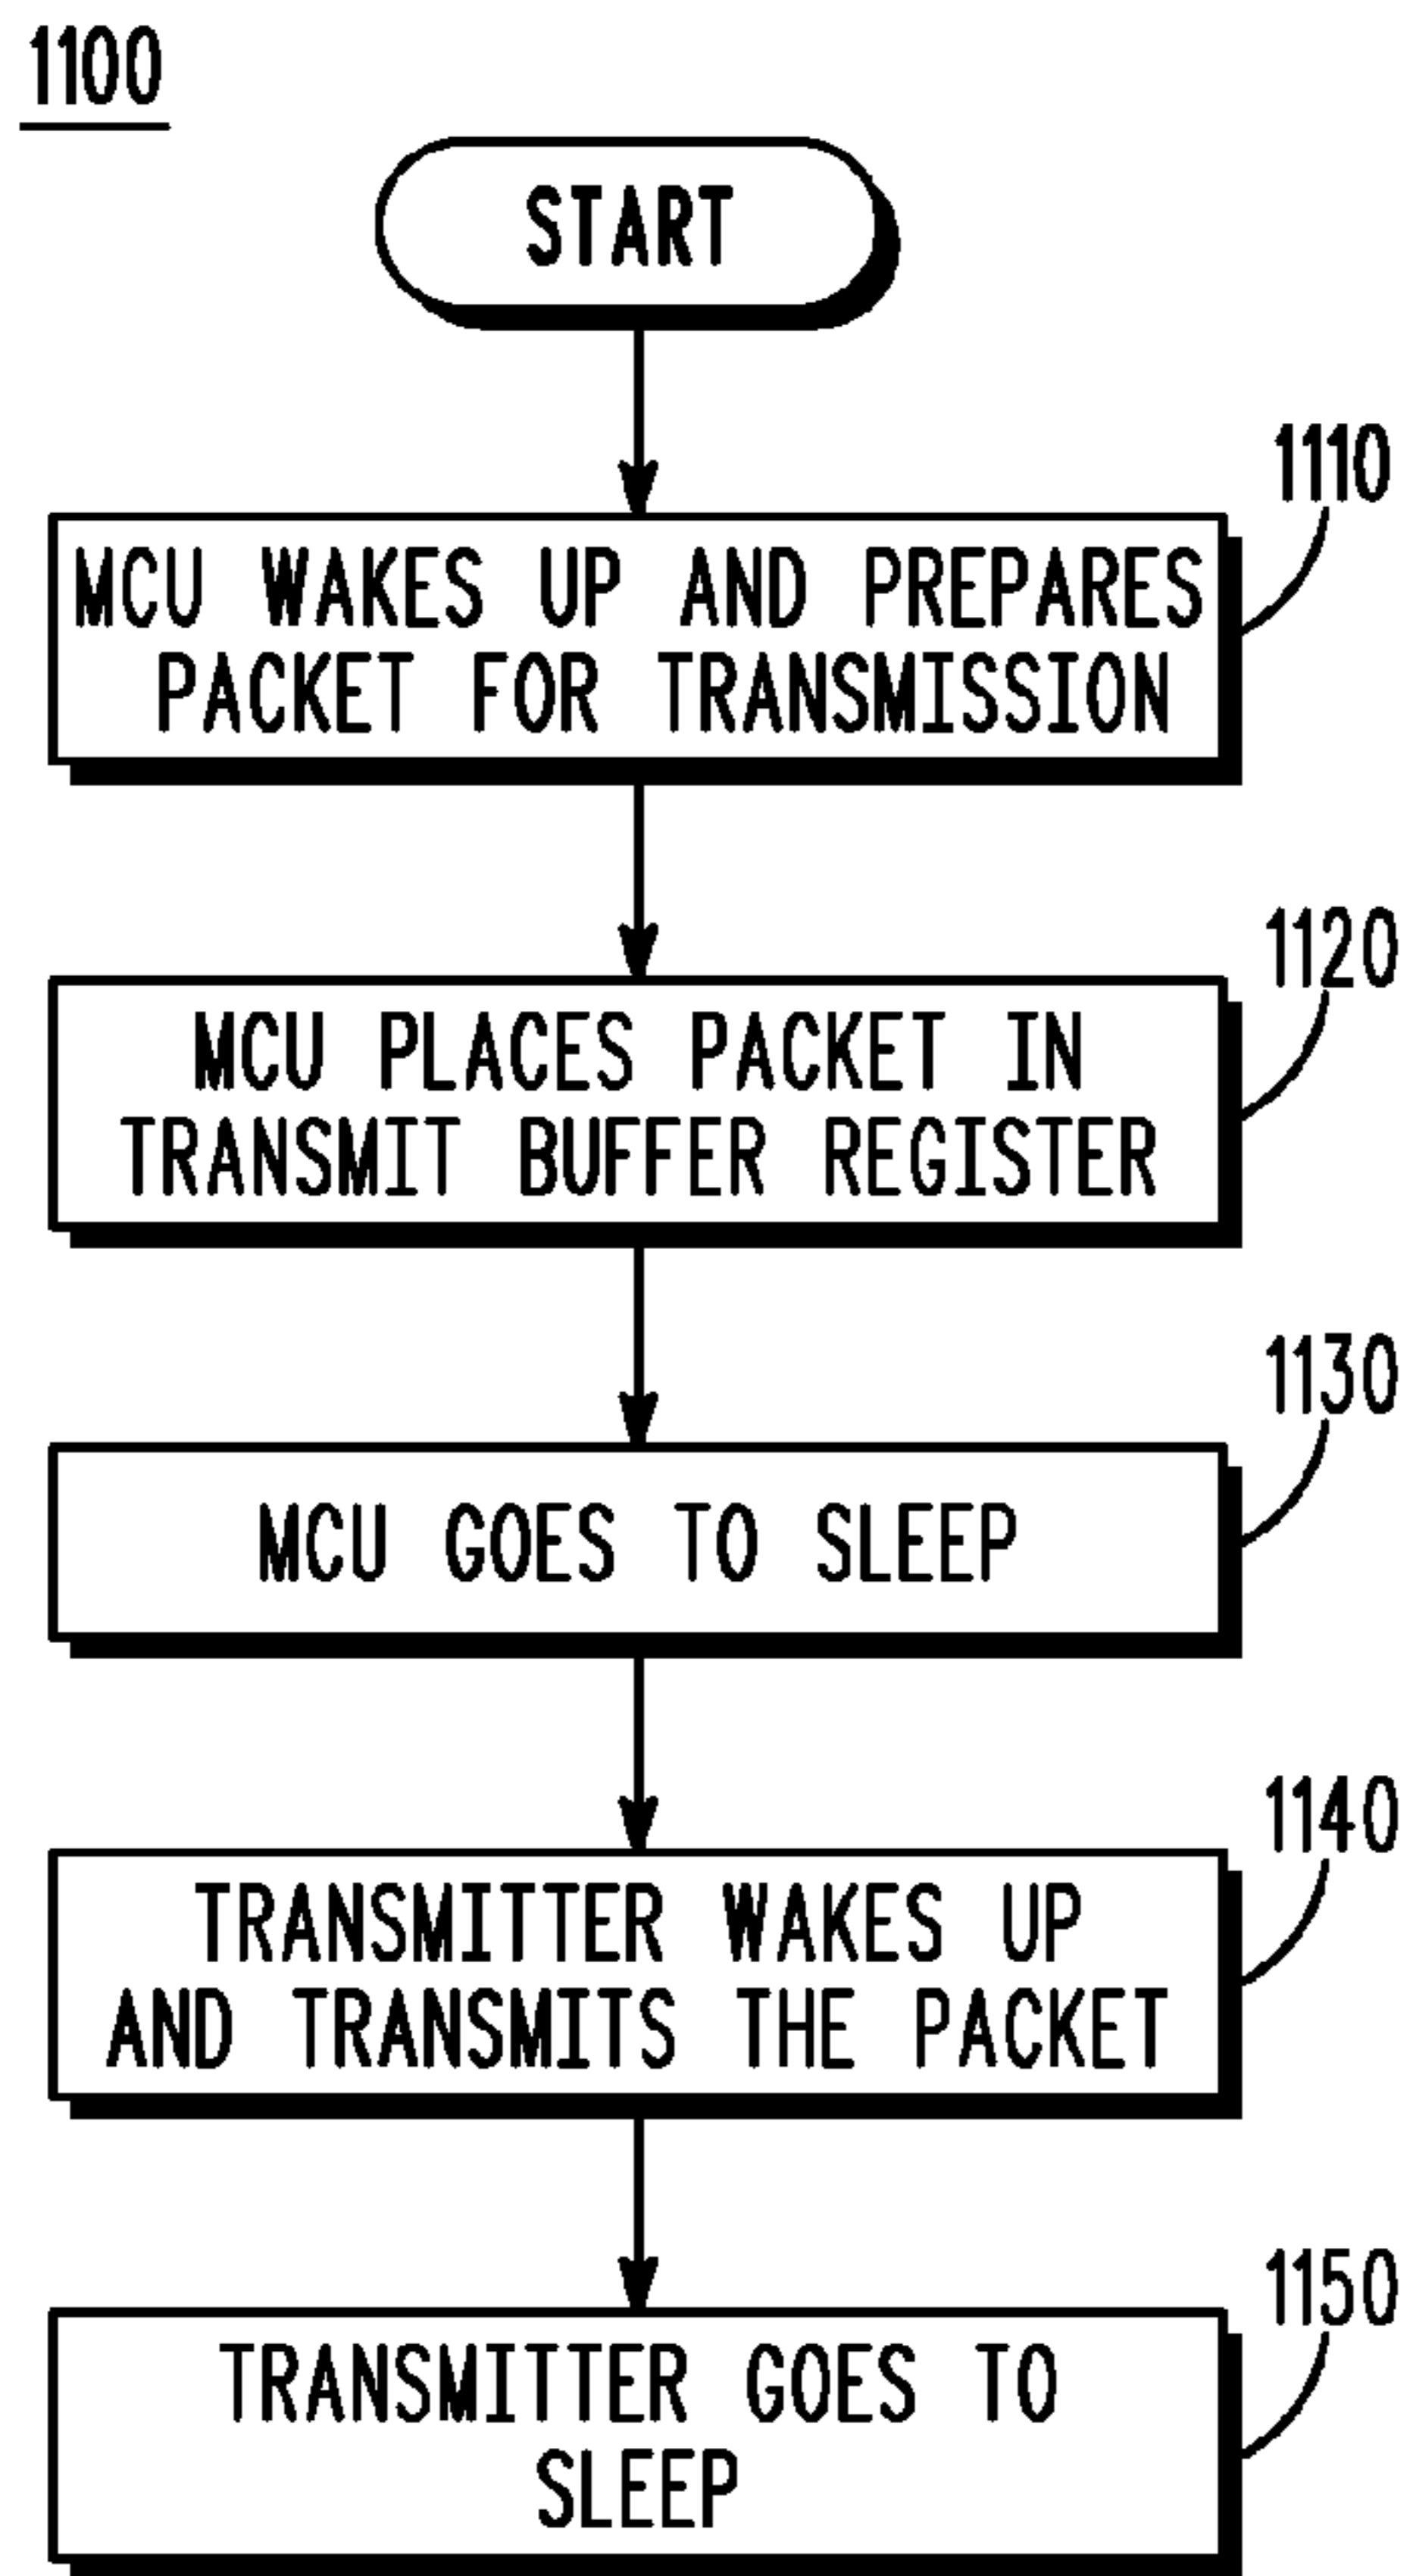 1100
START
1110
MCU WAKES UP AND PREPARES
PACKET FOR TRANSMISSION
1120
MCU PLACES PACKET IN
TRANSMIT BUFFER REGISTER
1130
MCU GOES TO SLEEP
1140
TRANSMITTER WAKES UP
AND TRANSMITS THE PACKET
1150
TRANSMITTER GOES TO
SLEEP